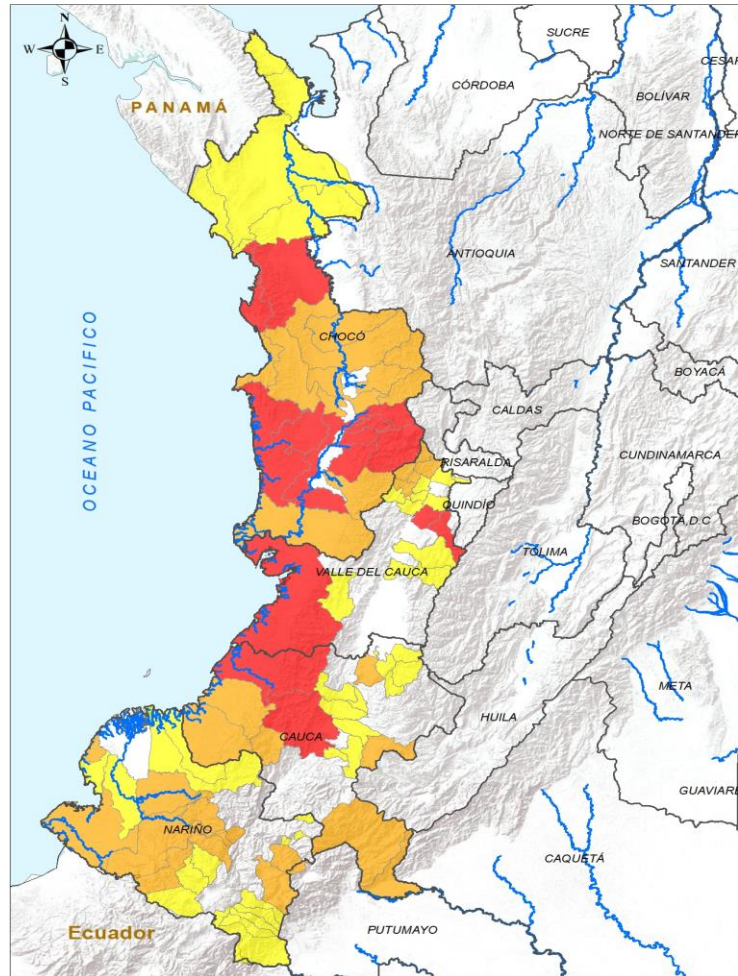 N
W E
S
PANAMÁ
SUCRE
CESAR
CÓRDOBA
BOLÍVAR
NORTE DE SANTANDER
ANTIOQUIA
SANTANDER
OCEANO PACIFICO
CHOCÓ
BOYACÁ
CALDAS
CUNDINAMARCA
RISARALDA
QUINDÍO
BOGOTÁ,D.C
TOLIMA
VALLE DEL CAUCA
META
HUILA
CAUCA
GUAVIARE
NARIÑO
CAQUETÁ
Ecuador
PUTUMAYO